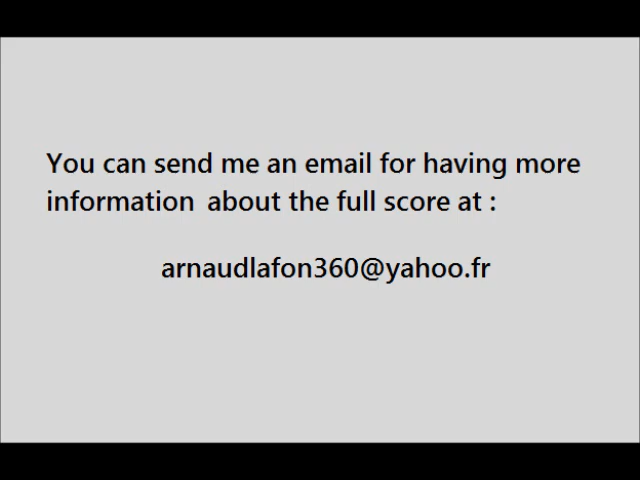 You can send me an email for having more
information  about the full score at :
arnaudlafon360@yahoo.fr